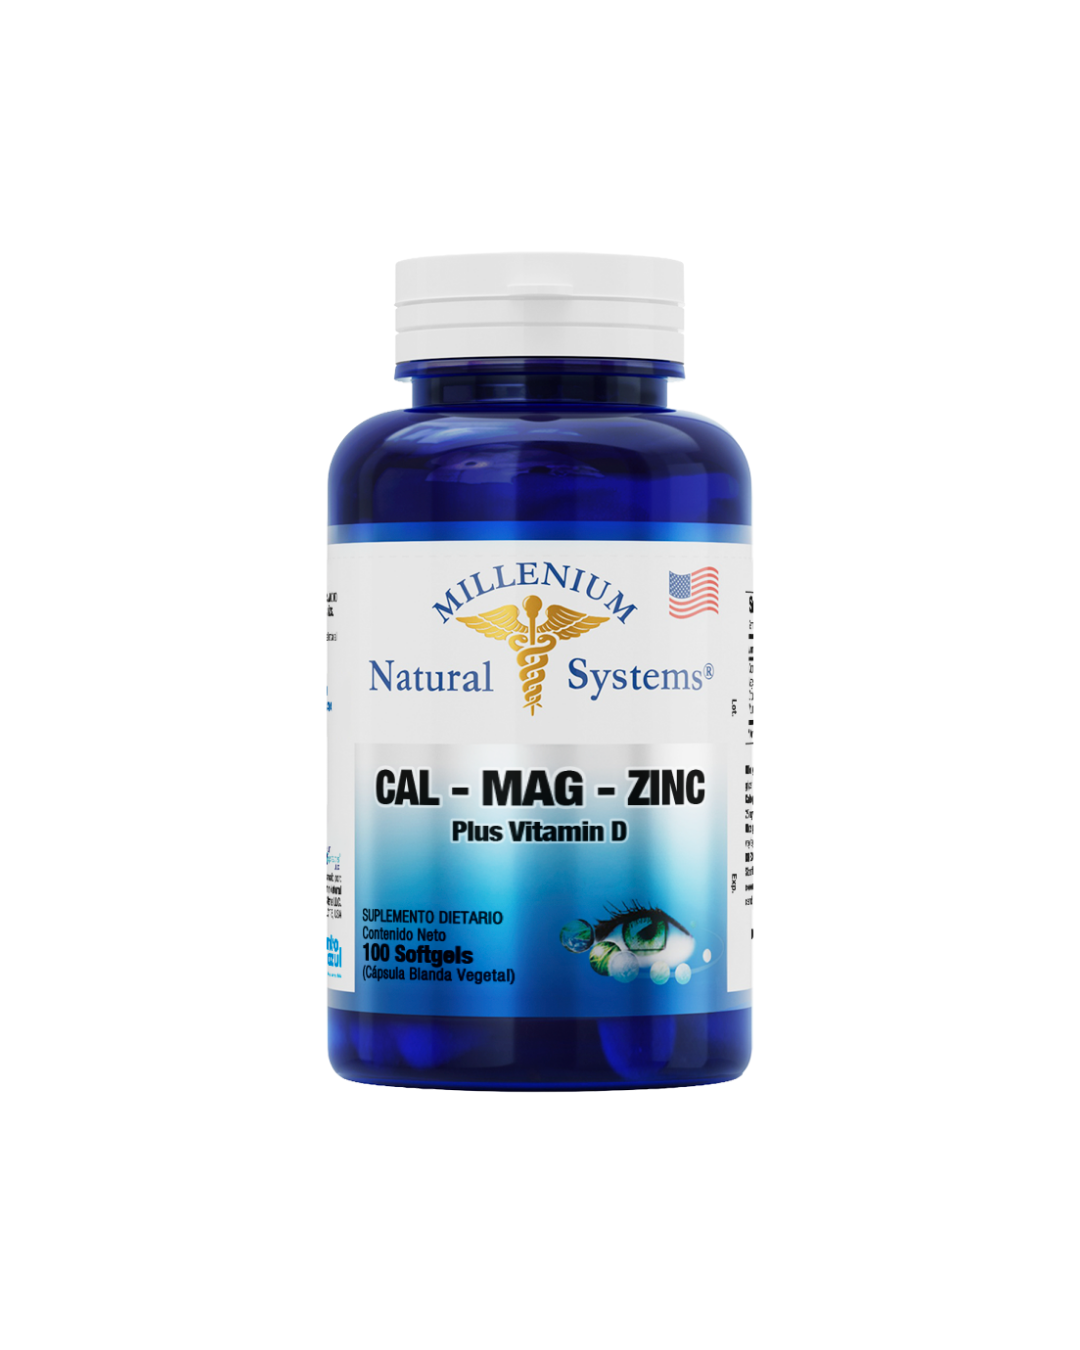 MILLENIUM
Natural Systems®
CAL - MAG - ZINC
Plus Vitamin D
SUPLEMENTO DIETARIO
Contenido Neto
100 Softgels
(Cápsula Blanda Vegetal)
Lot.
Exp.